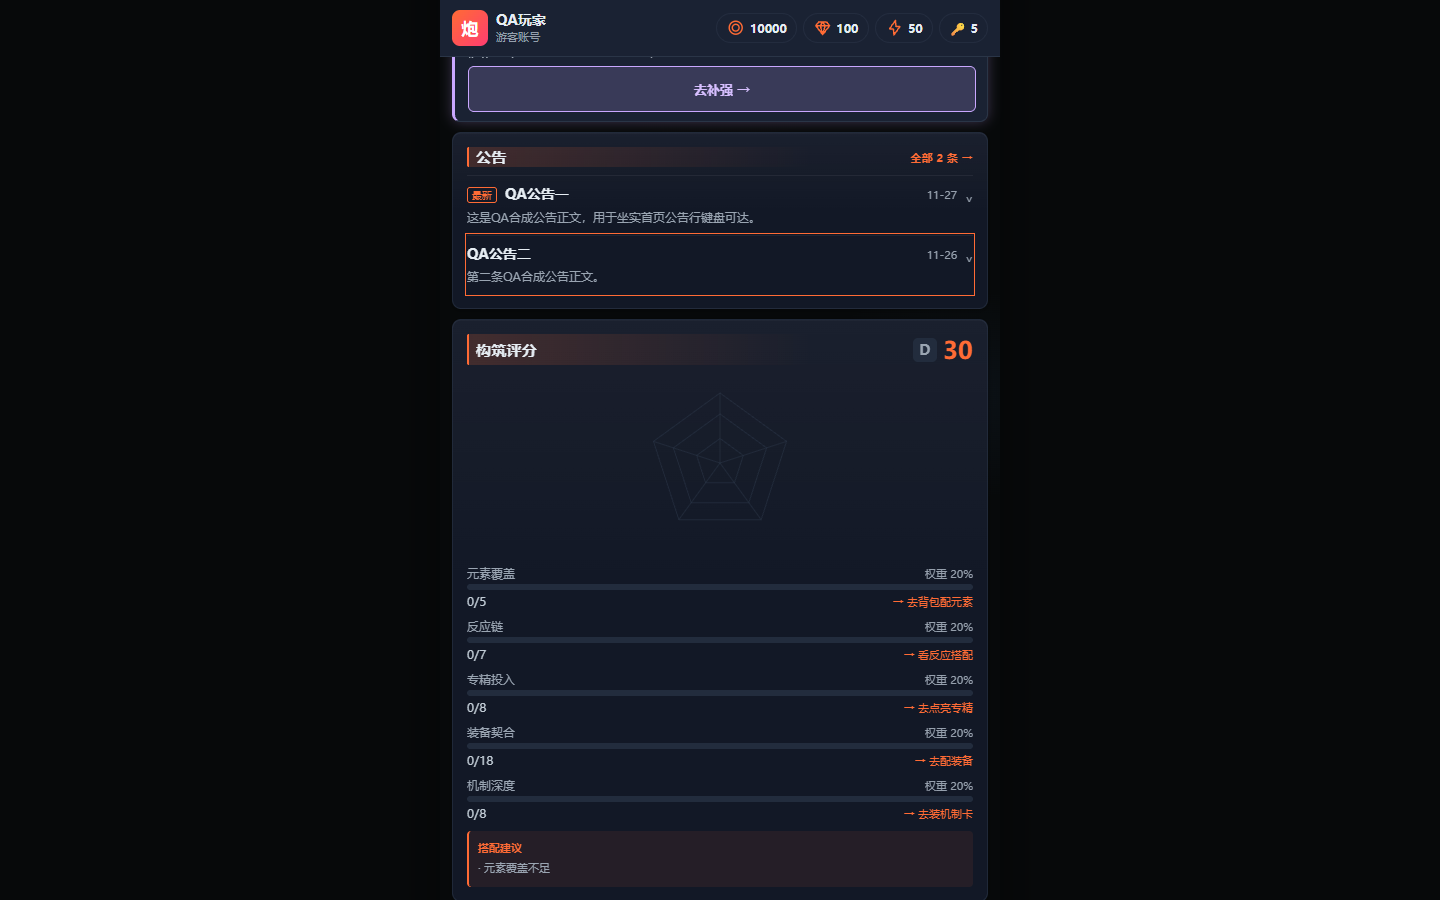 炮
QA玩家
游客账号
10000
100
50
5
去补强 →
公告
全部 2 条 →
最新 QA公告一
11-27
这是QA合成公告正文，用于坐实首页公告行键盘可达。
QA公告二
11-26
第二条QA合成公告正文。
构筑评分
D 30
元素覆盖
权重 20%
0/5
→ 去背包配元素
反应链
权重 20%
0/7
→ 看反应搭配
专精投入
权重 20%
0/8
→ 去点亮专精
装备契合
权重 20%
0/18
→ 去配装备
机制深度
权重 20%
0/8
→ 去装机制卡
搭配建议
· 元素覆盖不足